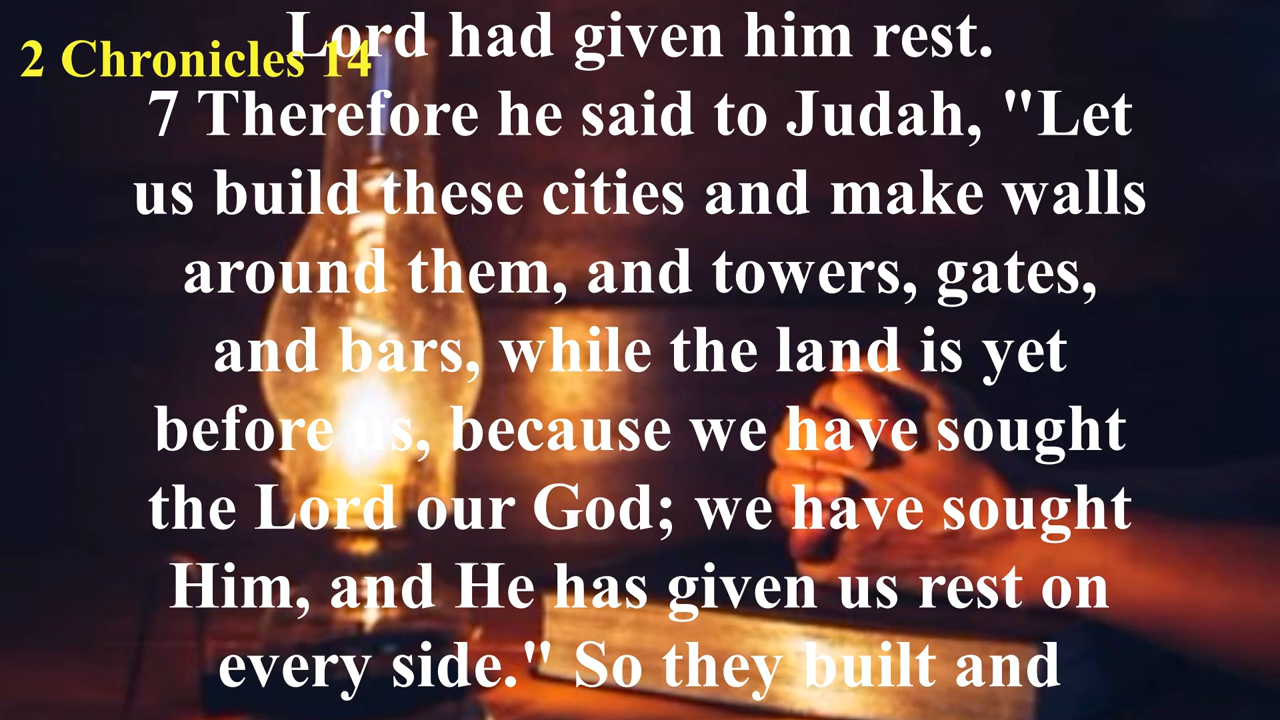 Lord had given him rest.
2 Chronicles 14
7 Therefore he said to Judah, "Let
us build these cities and make walls
around them, and towers, gates,
and bars, while the land is yet
before us, because we have sought
the Lord our God; we have sought
Him, and He has given us rest on
every side." So they built and